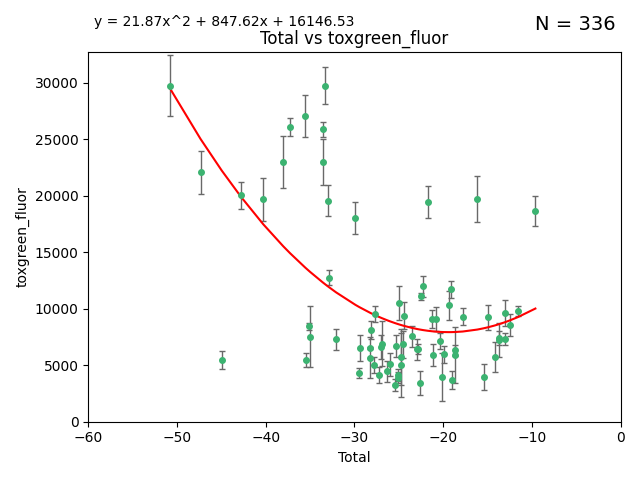 y = 21.87x^2 + 847.62x + 16146.53
N = 336
Total vs toxgreen_fluor
30000
25000
20000
15000
10000
5000
0
toxgreen_fluor
−60
−50
−40
−30
−20
−10
0
Total